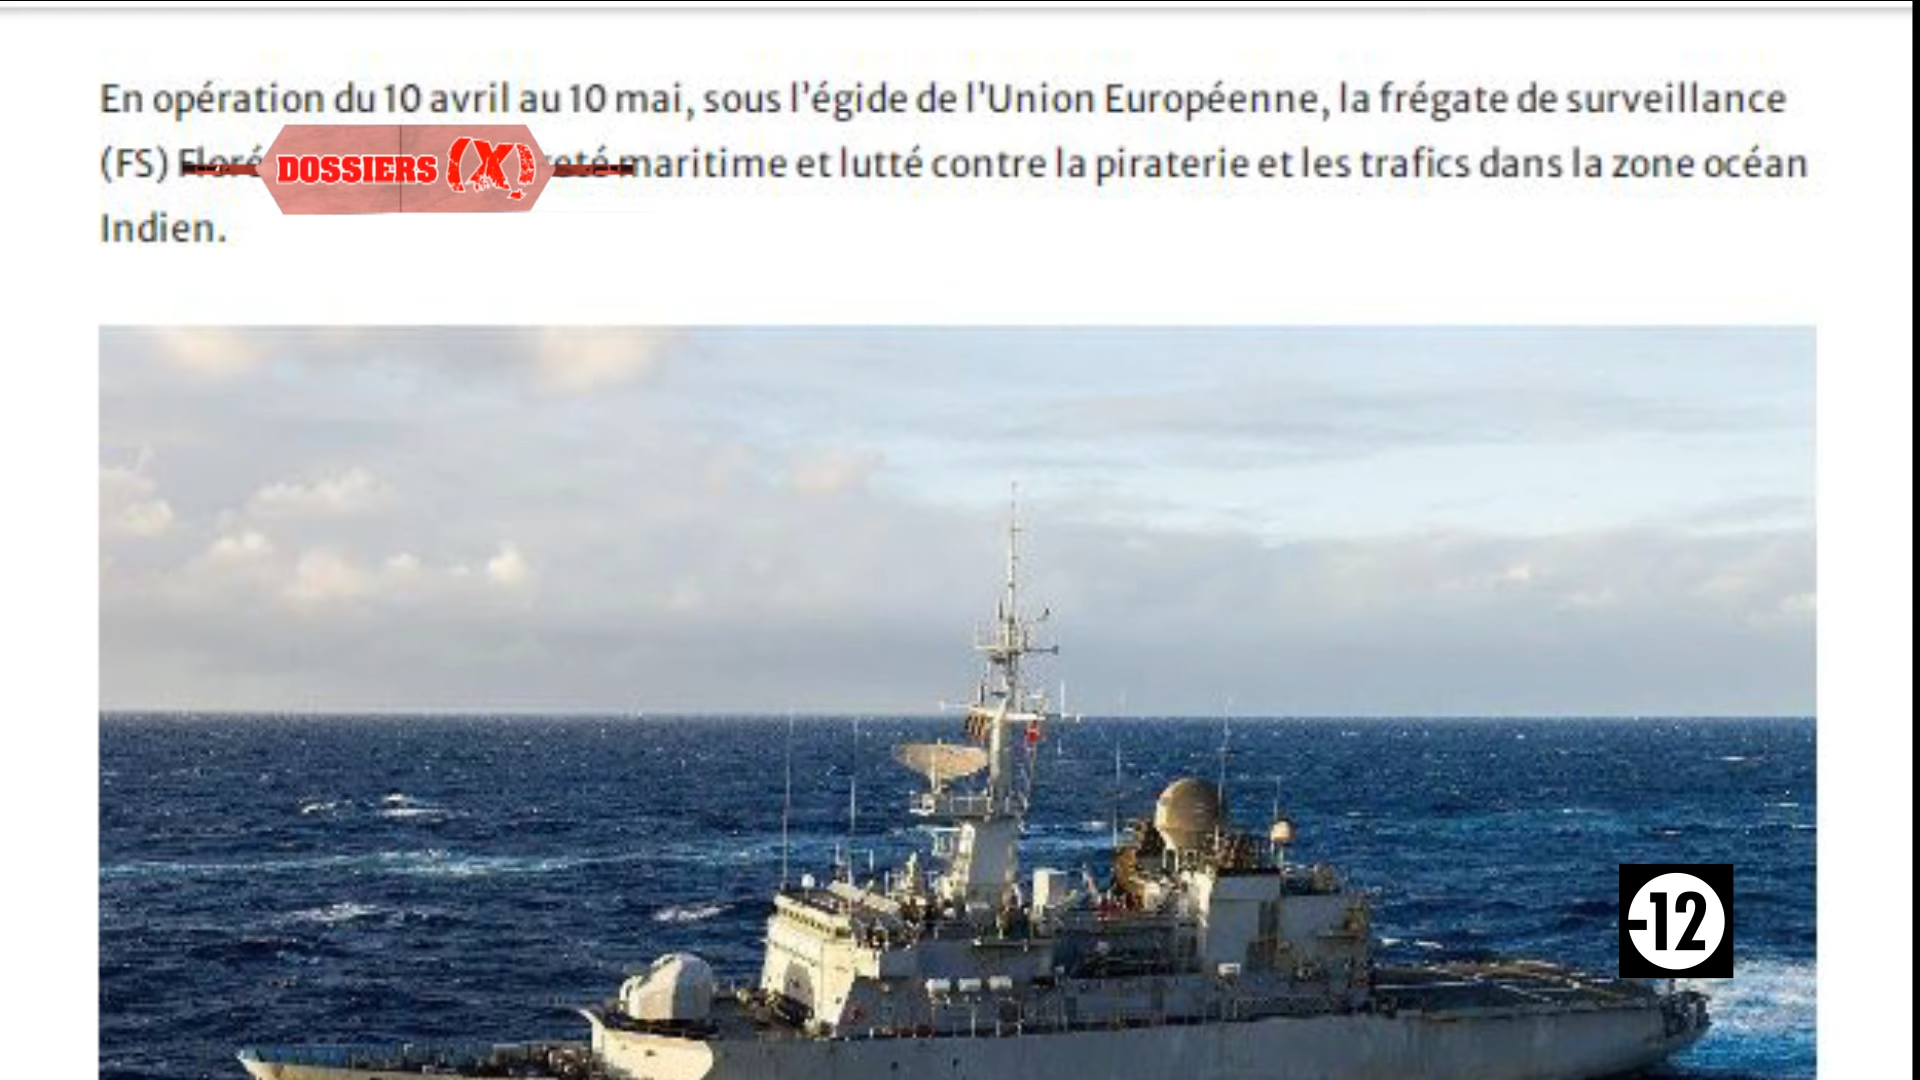 En opération du 10 avril au 10 mai, sous l’égide de l’Union Européenne, la frégate de surveillance
(FS) maritime et lutté contre la piraterie et les trafics dans la zone océan
DOSSIERS (X)
Indien.
-12